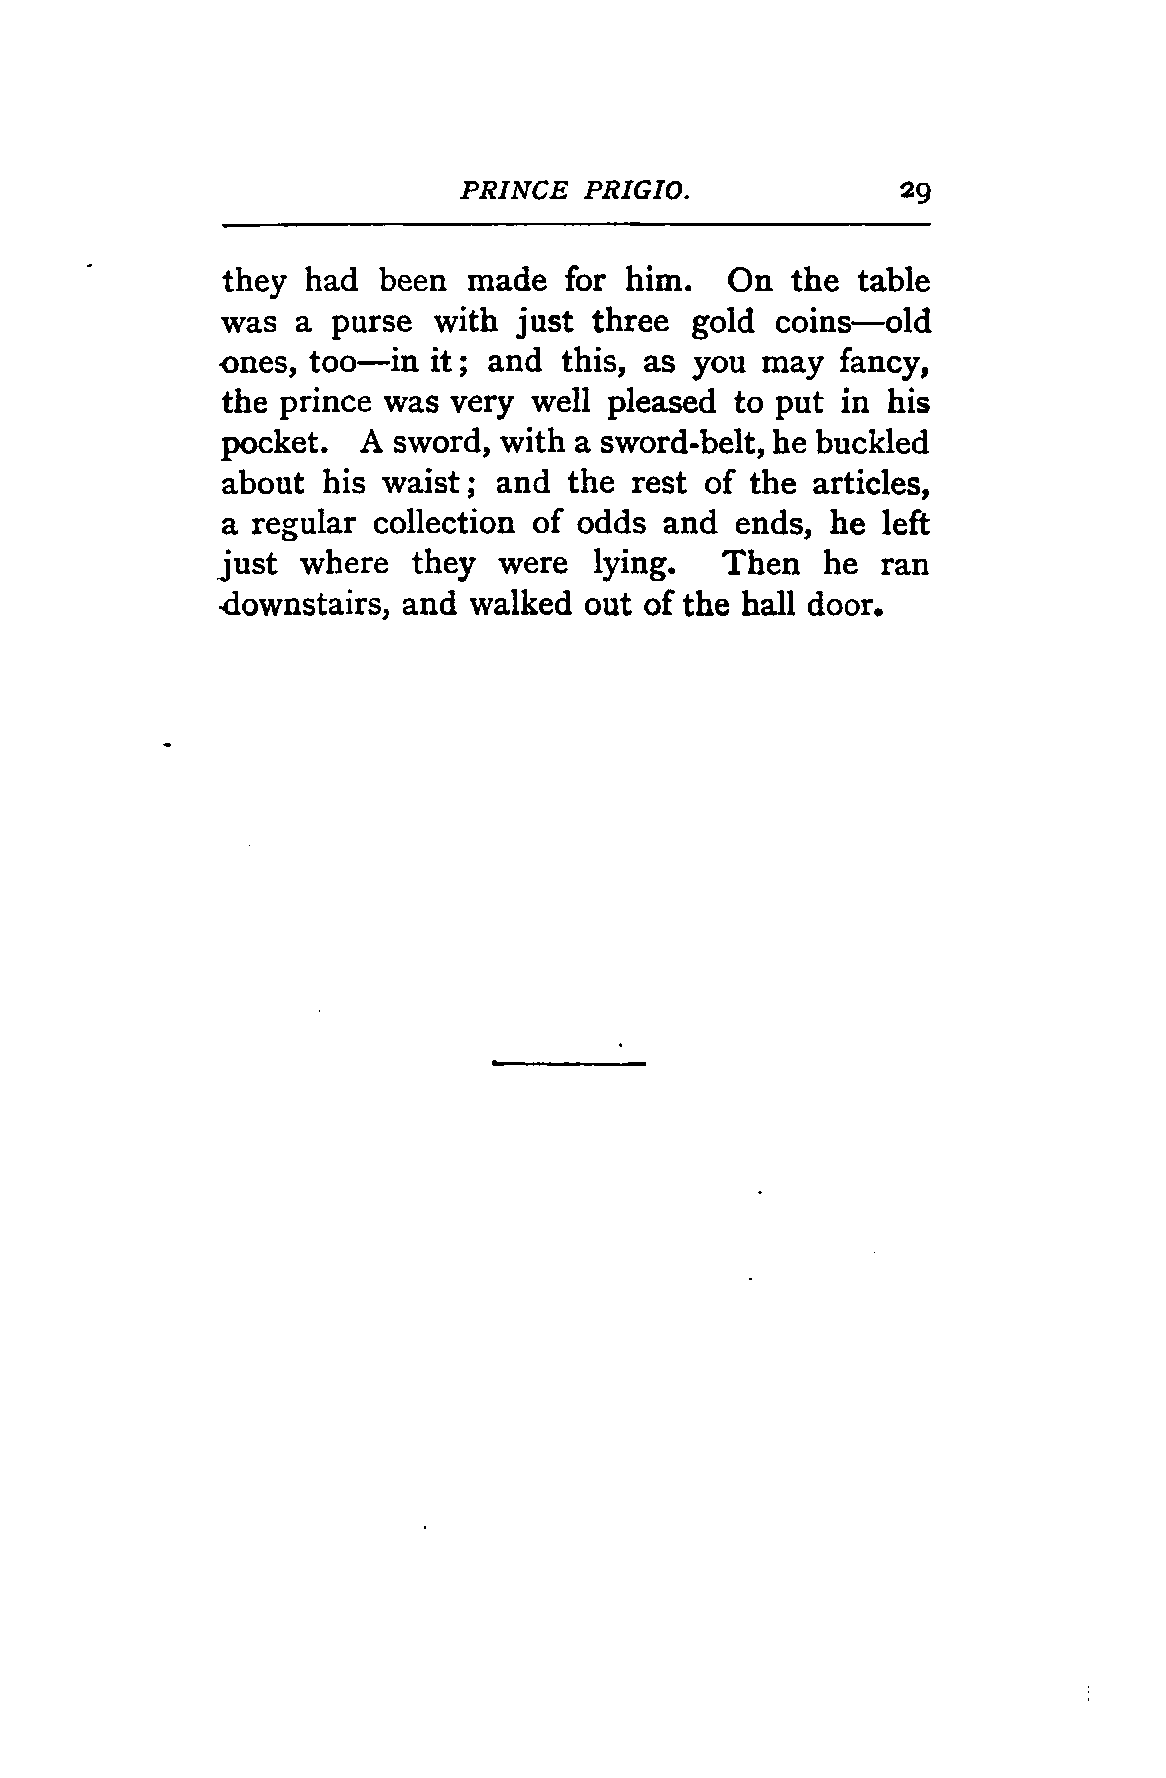 PRINCE PRIGIO. 29
they had been made for him. On the table
was a purse with just three gold coins—old
ones, too—in it; and this, as you may fancy,
the prince was very well pleased to put in his
pocket. A sword, with a sword-belt, he buckled
about his waist; and the rest of the articles,
a regular collection of odds and ends, he left
just where they were lying. Then he ran
downstairs, and walked out of the hall door.